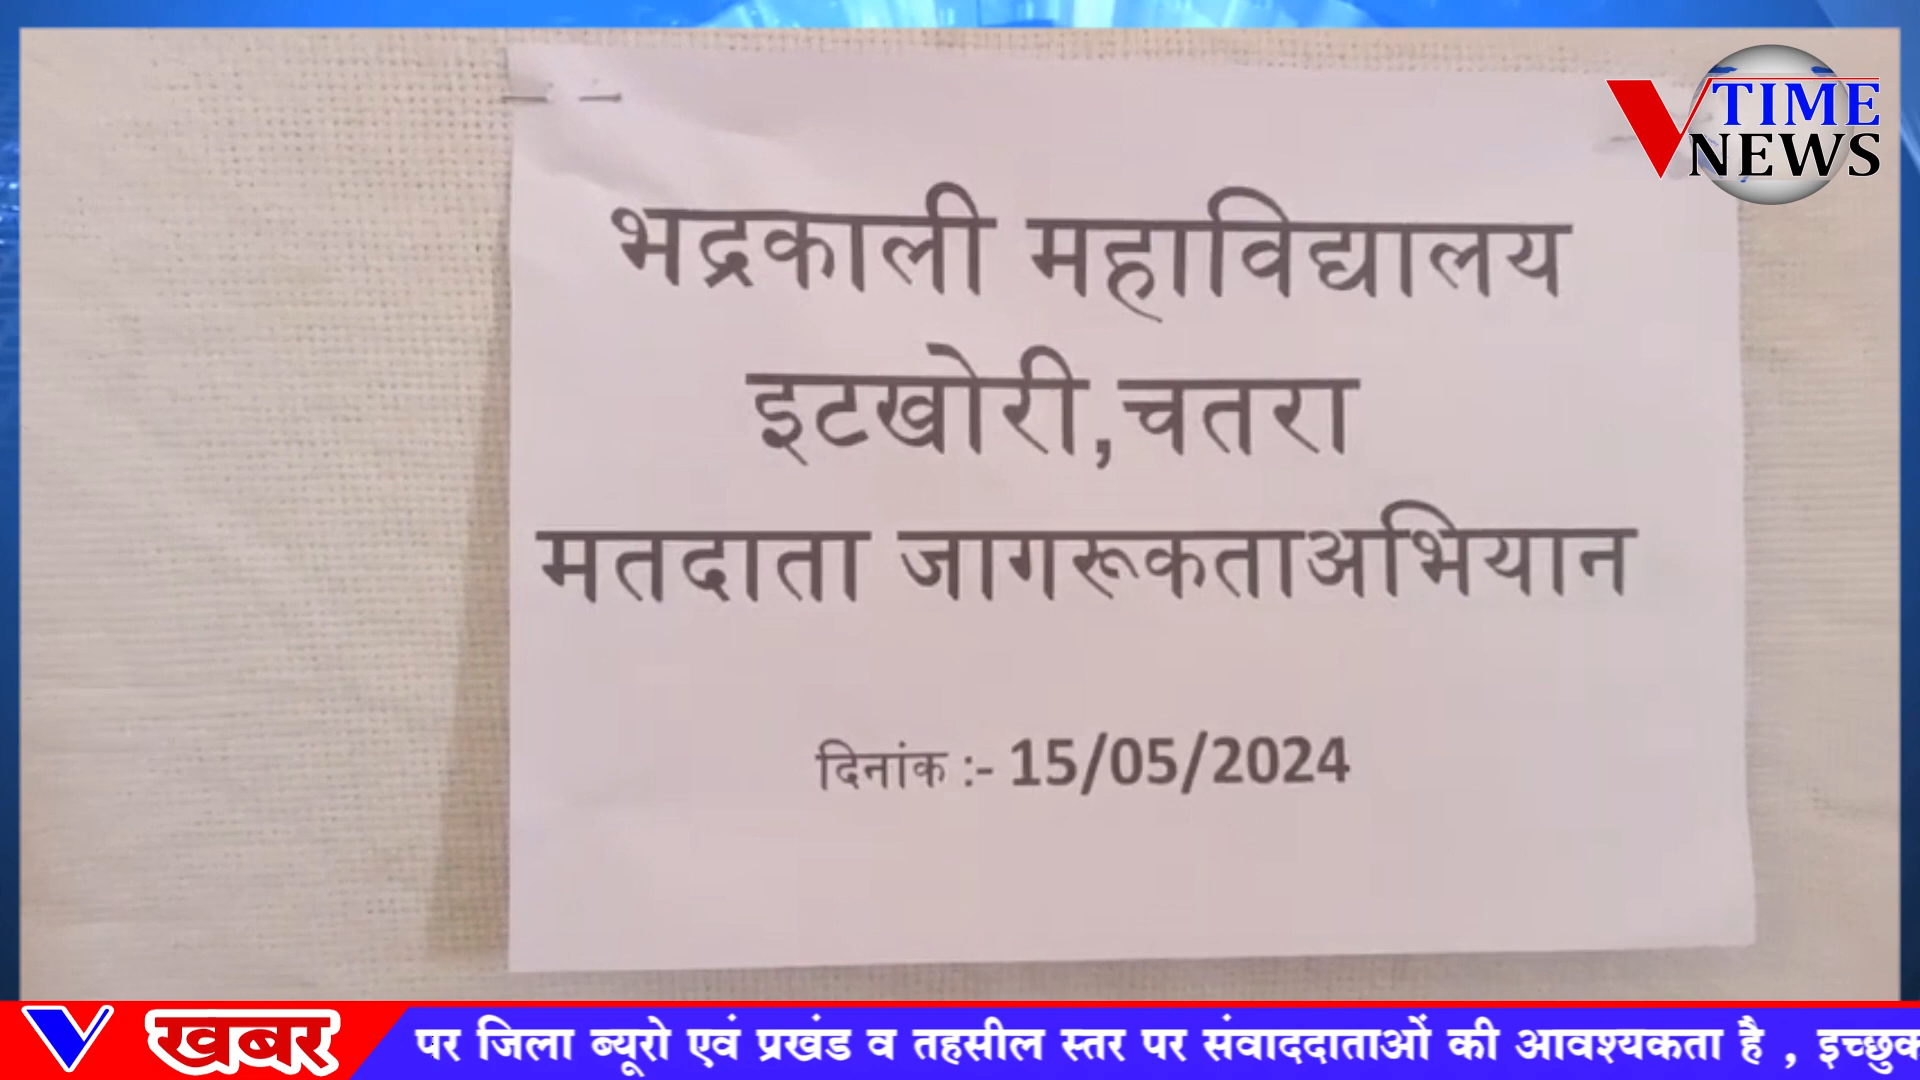 V TIME
NEWS
भद्रकाली महाविद्यालय
इटखोरी,चतरा
मतदाता जागरूकताअभियान
दिनांक :- 15/05/2024
V खबर
पर जिला ब्यूरो एवं प्रखंड व तहसील स्तर पर संवाददाताओं की आवश्यकता है , इच्छुक